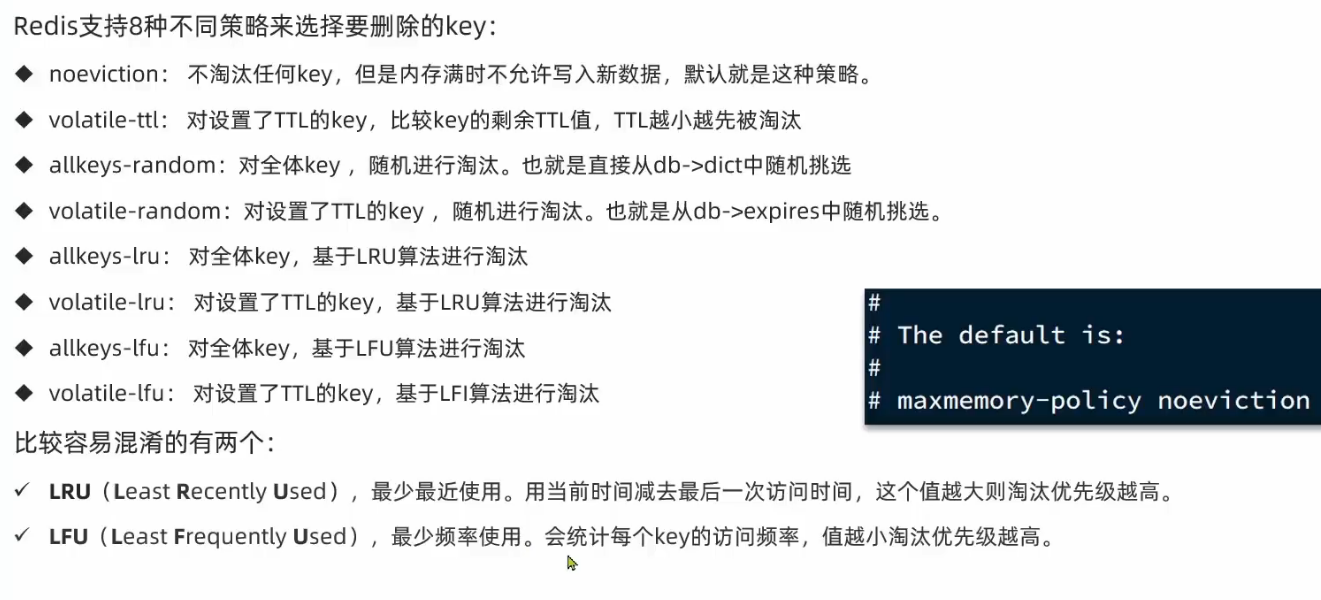 Redis支持8种不同策略来选择要删除的key：
◆ noeviction： 不淘汰任何key，但是内存满时不允许写入新数据，默认就是这种策略。
◆ volatile-ttl： 对设置了TTL的key，比较key的剩余TTL值，TTL越小越先被淘汰
◆ allkeys-random：对全体key ，随机进行淘汰。也就是直接从db->dict中随机挑选
◆ volatile-random：对设置了TTL的key ，随机进行淘汰。也就是从db->expires中随机挑选。
◆ allkeys-lru： 对全体key，基于LRU算法进行淘汰
◆ volatile-lru： 对设置了TTL的key，基于LRU算法进行淘汰
◆ allkeys-lfu： 对全体key，基于LFU算法进行淘汰
◆ volatile-lfu： 对设置了TTL的key，基于LFI算法进行淘汰
#
# The default is:
#
# maxmemory-policy noeviction
比较容易混淆的有两个：
✓ LRU（Least Recently Used），最少最近使用。用当前时间减去最后一次访问时间，这个值越大则淘汰优先级越高。
✓ LFU（Least Frequently Used），最少频率使用。会统计每个key的访问频率，值越小淘汰优先级越高。